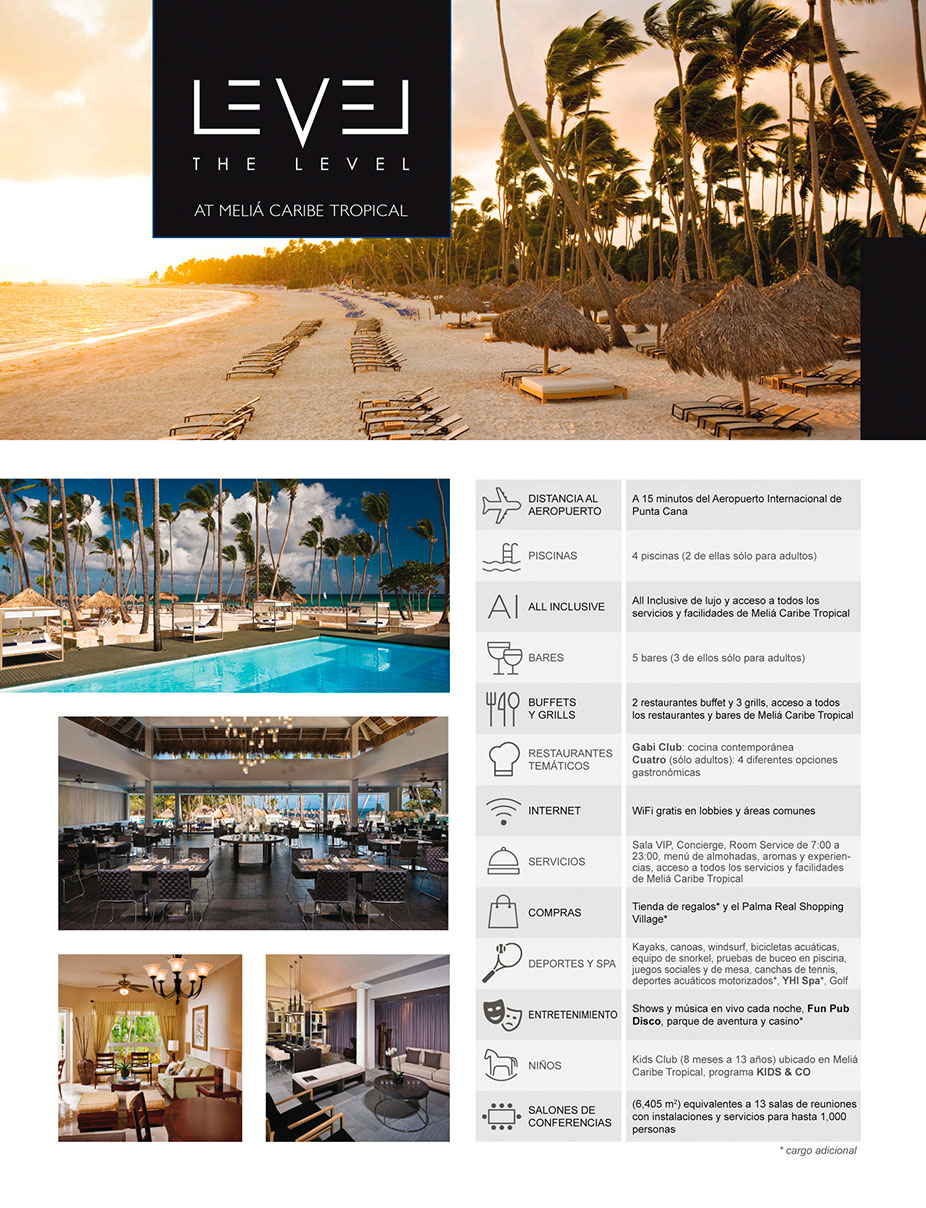 LEVEL
THE LEVEL
AT MELIÁ CARIBE TROPICAL
DISTANCIA AL
AEROPUERTO
A 15 minutos del Aeropuerto Internacional de
Punta Cana
PISCINAS
4 piscinas (2 de ellas sólo para adultos)
AI
ALL INCLUSIVE
All Inclusive de lujo y acceso a todos los
servicios y facilidades de Meliá Caribe Tropical
BARES
5 bares (3 de ellos sólo para adultos)
BUFFETS
Y GRILLS
2 restaurantes buffet y 3 grills, acceso a todos
los restaurantes y bares de Meliá Caribe Tropical
RESTAURANTES
TEMÁTICOS
Gabi Club: cocina contemporánea
Cuatro (sólo adultos): 4 diferentes opciones
gastronómicas
INTERNET
WiFi gratis en lobbies y áreas comunes
SERVICIOS
Sala VIP, Concierge, Room Service de 7:00 a
23:00, menú de almohadas, aromas y experien-
cias, acceso a todos los servicios y facilidades
de Meliá Caribe Tropical
COMPRAS
Tienda de regalos* y el Palma Real Shopping
Village*
DEPORTES Y SPA
Kayaks, canoas, windsurf, bicicletas acuáticas,
equipo de snorkel, pruebas de buceo en piscina,
juegos sociales y de mesa, canchas de tennis,
deportes acuáticos motorizados*, YHI Spa*, Golf
ENTRETENIMIENTO
Shows y música en vivo cada noche, Fun Pub
Disco, parque de aventura y casino*
NIÑOS
Kids Club (8 meses a 13 años) ubicado en Meliá
Caribe Tropical, programa KIDS & CO
SALONES DE
CONFERENCIAS
(6,405 m²) equivalentes a 13 salas de reuniones
con instalaciones y servicios para hasta 1,000
personas
* cargo adicional